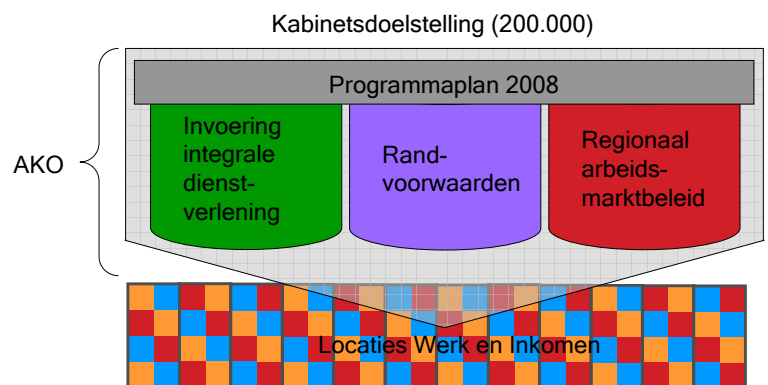 Kabinetsdoelstelling (200.000)
Programmaplan 2008
AKO
Invoering
integrale
dienst-
verlening
Rand-
voorwaarden
Regionaal
arbeids-
marktbeleid
Locaties Werk en Inkomen